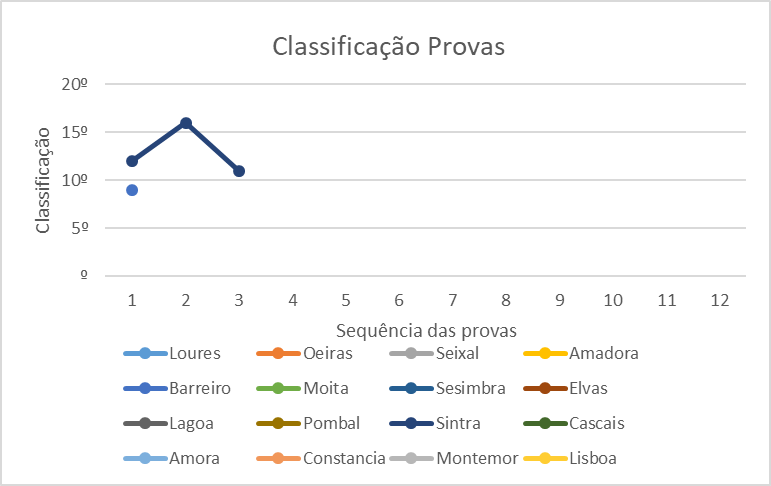 Classificação Provas
20º
15º
10º
5º
º
Classificação
1 2 3 4 5 6 7 8 9 10 11 12
Sequência das provas
Loures Oeiras Seixal Amadora
Barreiro Moita Sesimbra Elvas
Lagoa Pombal Sintra Cascais
Amora Constancia Montemor Lisboa